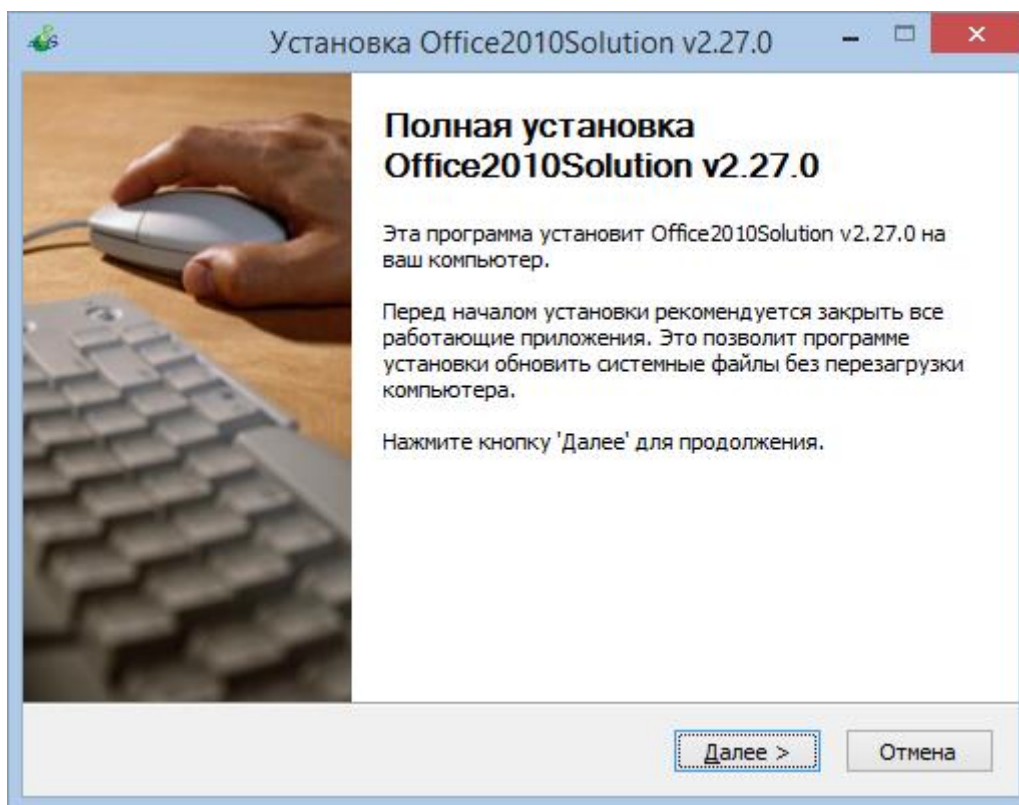 Установка Office2010Solution v2.27.0
Полная установка
Office2010Solution v2.27.0
Эта программа установит Office2010Solution v2.27.0 на
ваш компьютер.
Перед началом установки рекомендуется закрыть все
работающие приложения. Это позволит программе
установки обновить системные файлы без перезагрузки
компьютера.
Нажмите кнопку 'Далее' для продолжения.
Далее >
Отмена